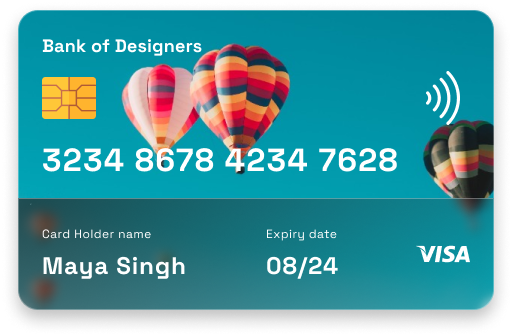 Bank of Designers
3234 8678 4234 7628
Card Holder name
Expiry date
Maya Singh
08/24
VISA